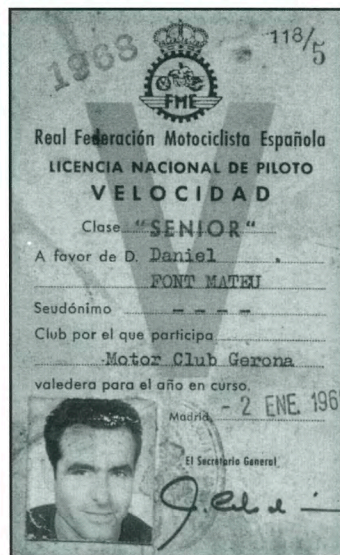 1968
118/5
FME
Real Federación Motociclista Española
LICENCIA NACIONAL DE PILOTO
VELOCIDAD
Clase "SENIOR"
A favor de D. Daniel
FONT MATEU
Seudónimo ----
Club por el que participa
Motor Club Gerona
valedera para el año en curso.
Madrid, - 2 ENE. 196
El Secretario General